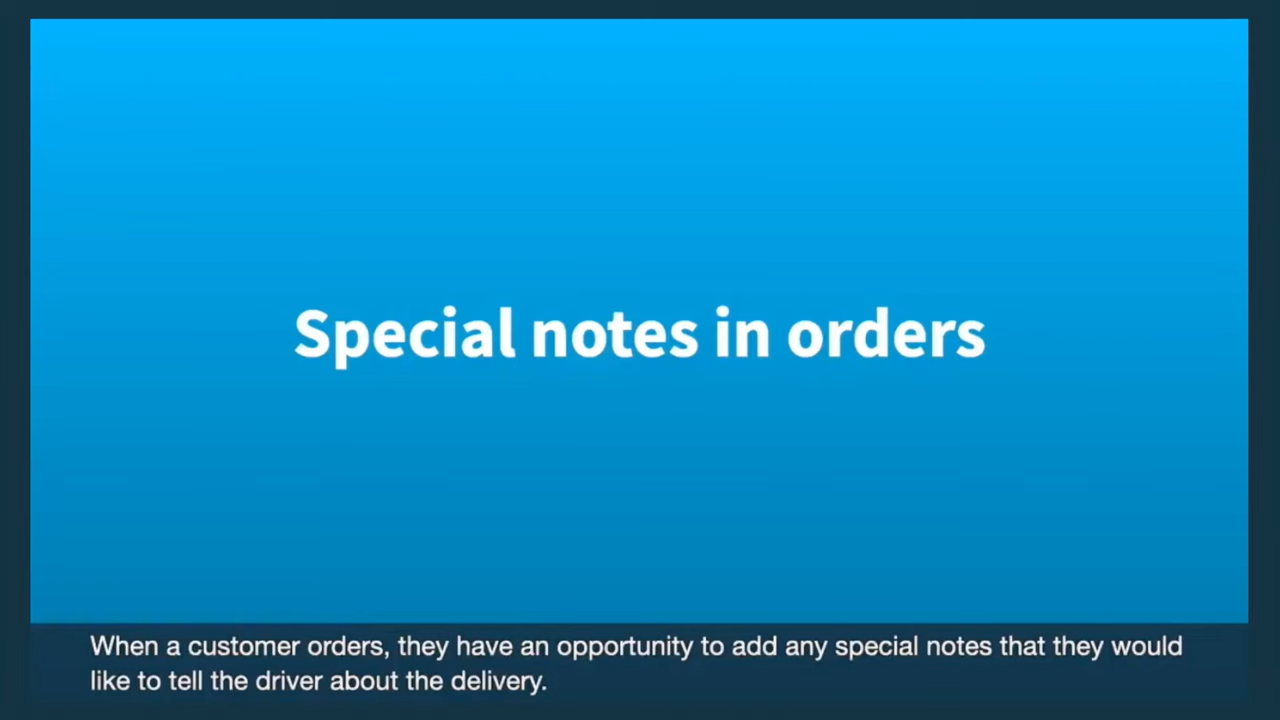 Special notes in orders
When a customer orders, they have an opportunity to add any special notes that they would
like to tell the driver about the delivery.